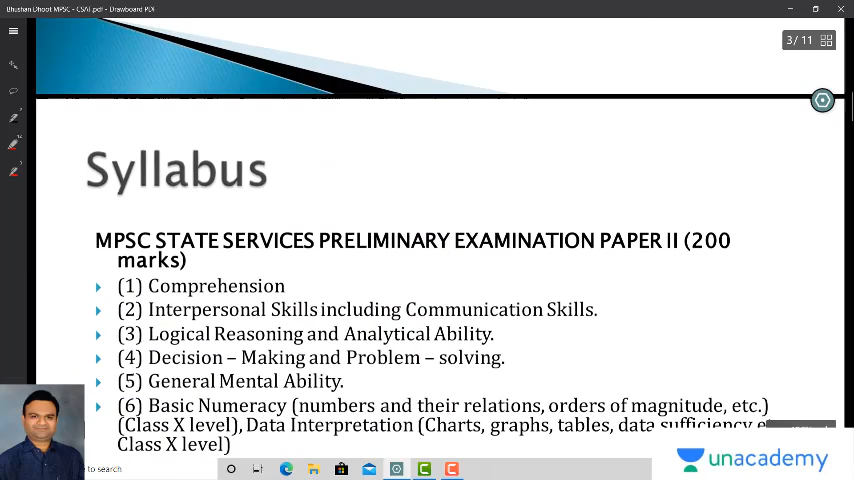 Bhushan Dhoot MPSC - CSAT.pdf - Drawboard PDF
3 / 11
Syllabus
MPSC STATE SERVICES PRELIMINARY EXAMINATION PAPER II (200
marks)
(1) Comprehension
(2) Interpersonal Skills including Communication Skills.
(3) Logical Reasoning and Analytical Ability.
(4) Decision – Making and Problem – solving.
(5) General Mental Ability.
(6) Basic Numeracy (numbers and their relations, orders of magnitude, etc.)
(Class X level), Data Interpretation (Charts, graphs, tables, data sufficiency
Class X level)
to search
unacademy